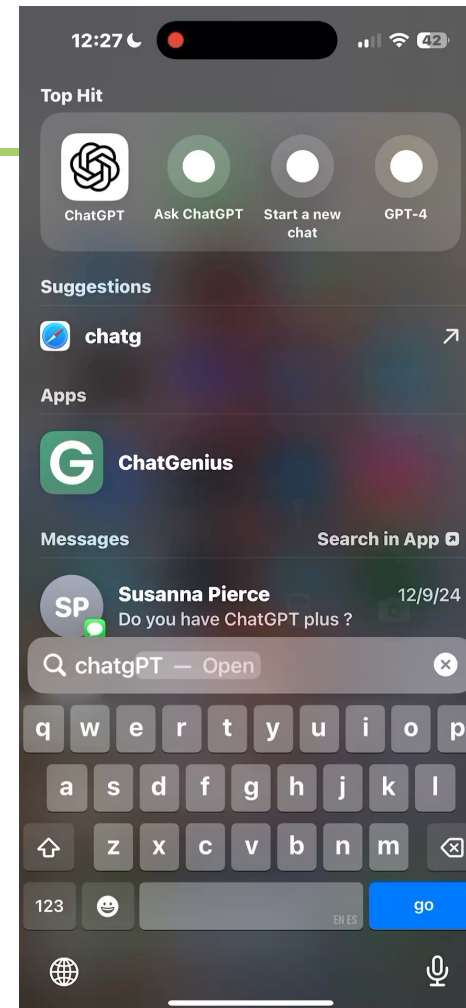 12:27
42
Top Hit
ChatGPT
Ask ChatGPT
Start a new
chat
GPT-4
Suggestions
chatg
Apps
G
ChatGenius
Messages
Search in App
SP
Susanna Pierce
12/9/24
Do you have ChatGPT plus ?
chatgPT — Open
q w e r t y u i o p
a s d f g h j k l
z x c v b n m
123
EN ES
go